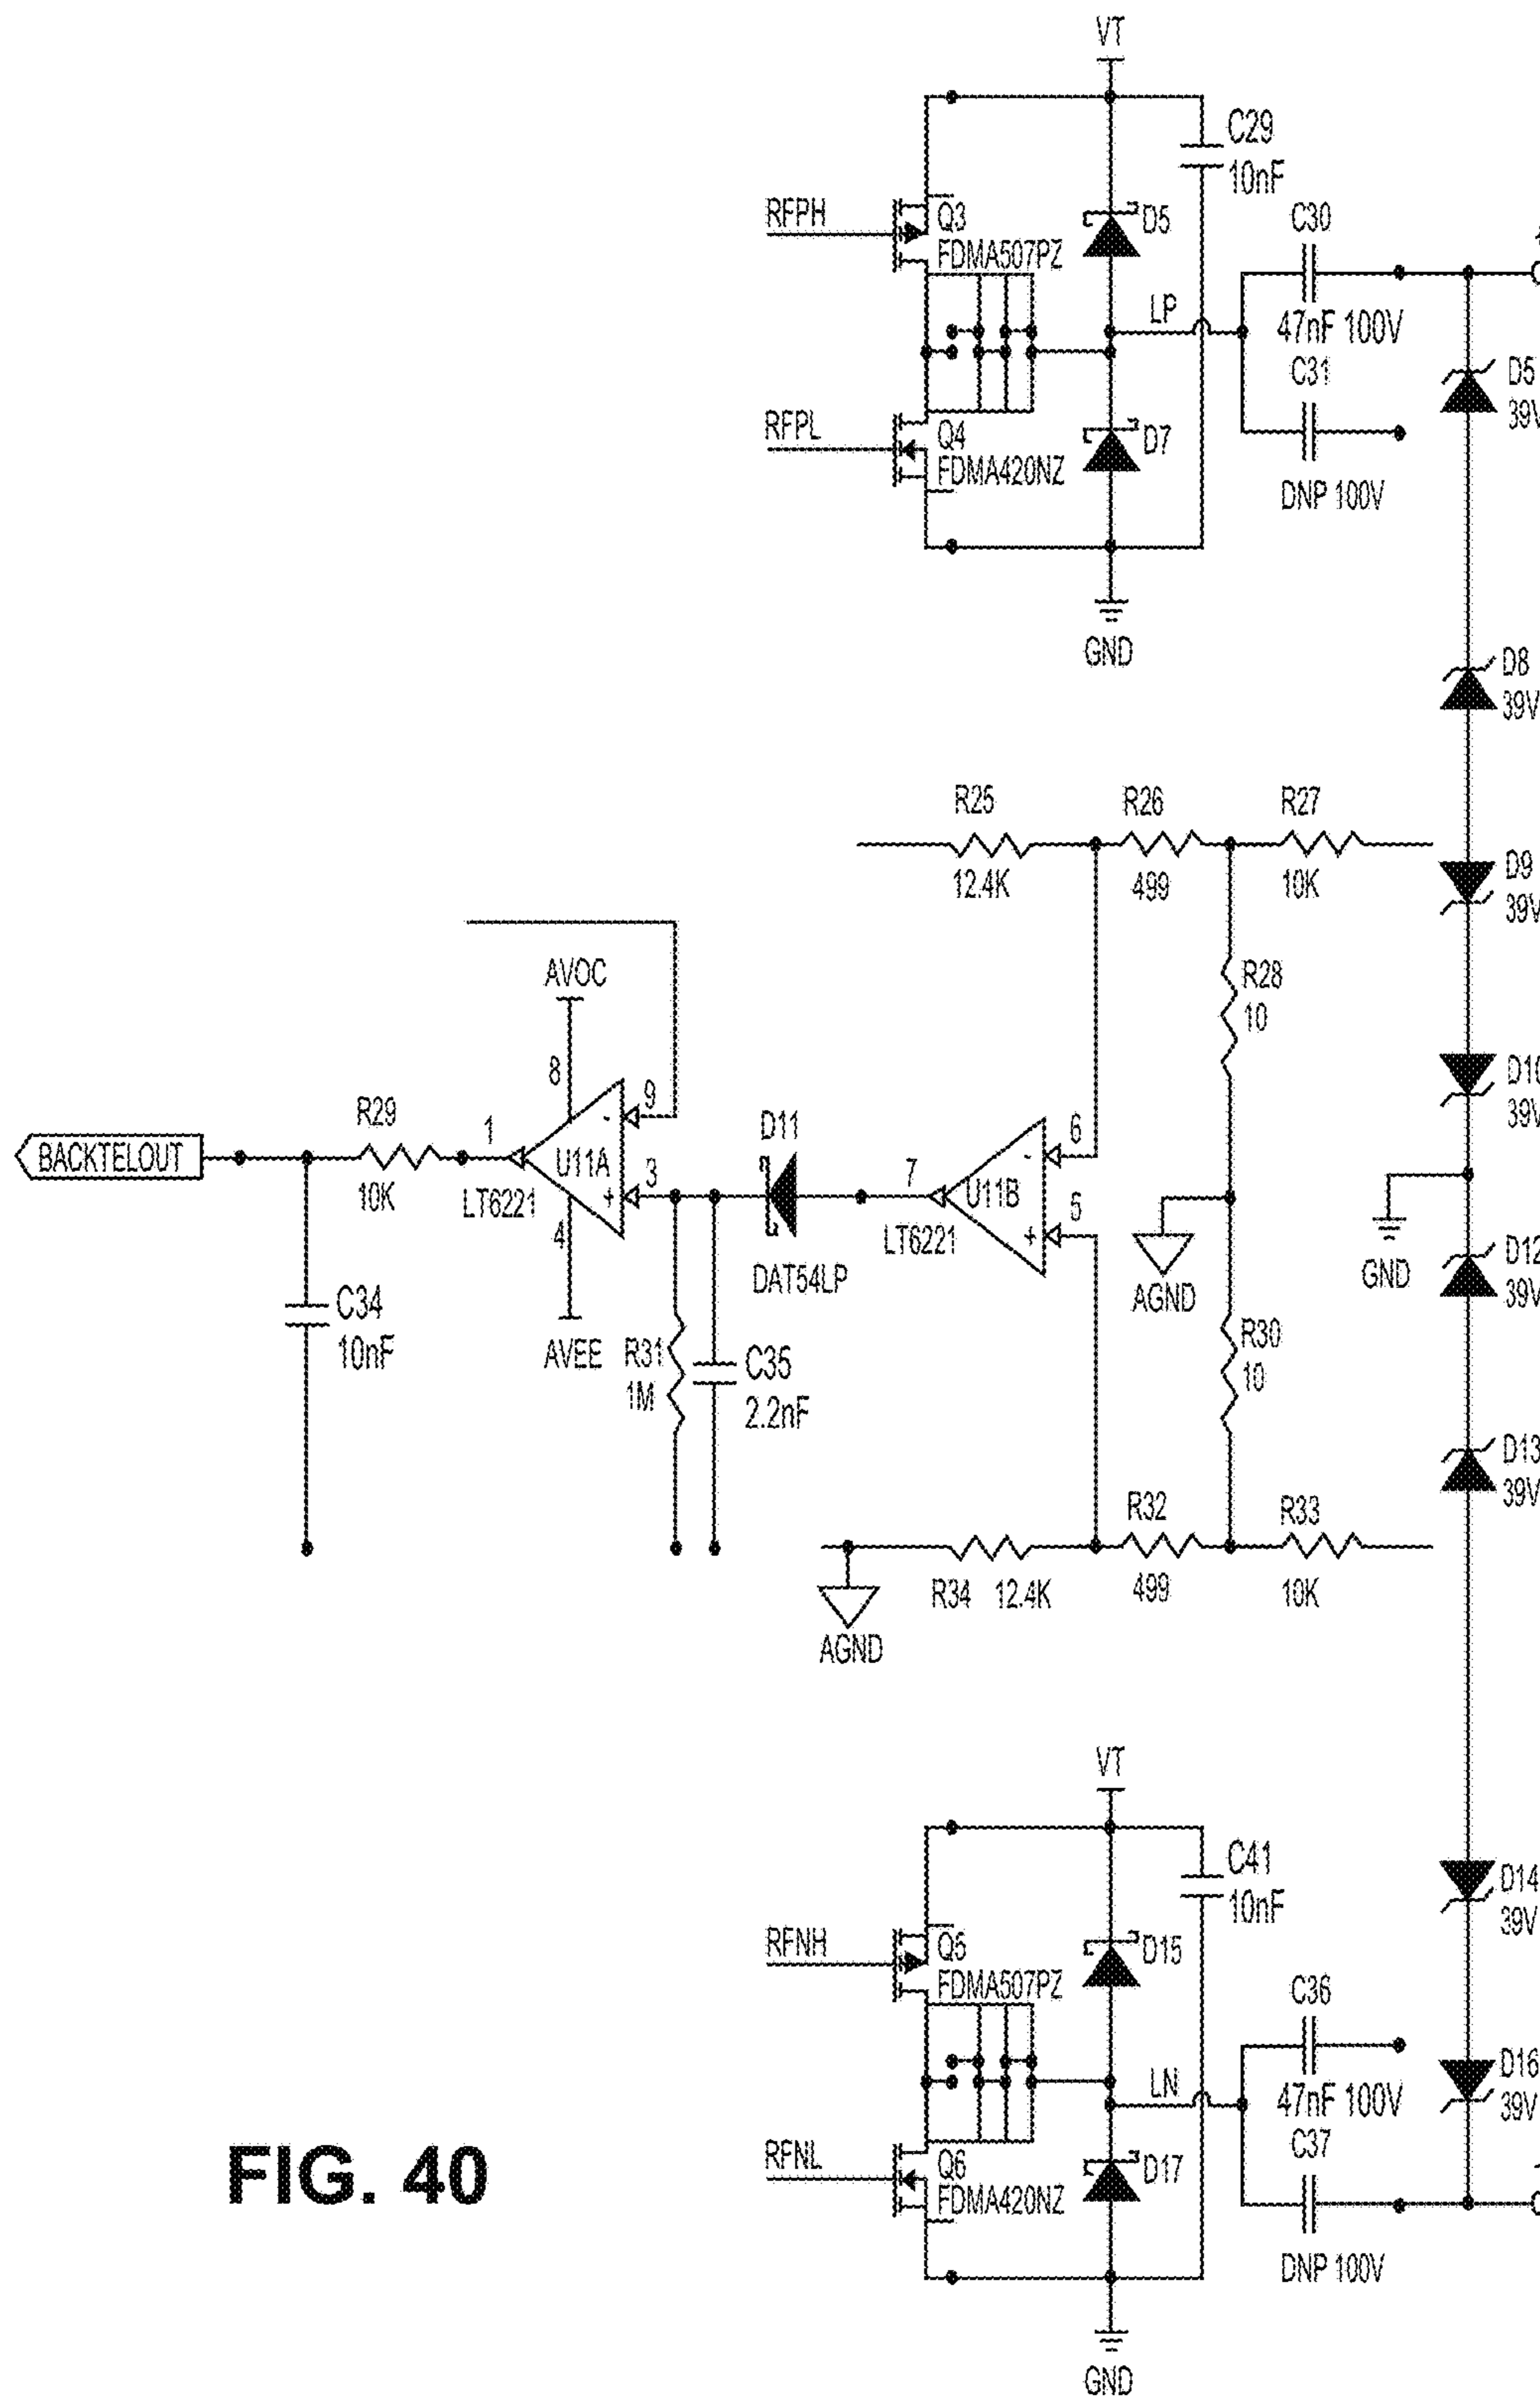 VT
C29
10nF
RFPH
Q3
FDMA507PZ
D5
C30
LP
47nF 100V
C31
D5
39V
RFPL
Q4
FDMA420NZ
D7
DNP 100V
GND
D8
39V
R25
R26
R27
12.4K
499
10K
D9
39V
AVOC
R28
10
8
9
D10
39V
R29
1
D11
6
BACKTELOUT
-
U11A
3
7
-
U11B
10K
LT6221
+
5
4
LT6221
+
DAT54LP
AGND
GND
D12
39V
C34
10nF
AVEE
R31
1M
C35
2.2nF
R30
10
D13
39V
R32
R33
R34
12.4K
499
10K
AGND
VT
C41
10nF
D14
39V
RFNH
Q5
FDMA507PZ
D15
C36
LN
47nF 100V
C37
D16
39V
RFNL
Q6
FDMA420NZ
D17
DNP 100V
GND
FIG. 40